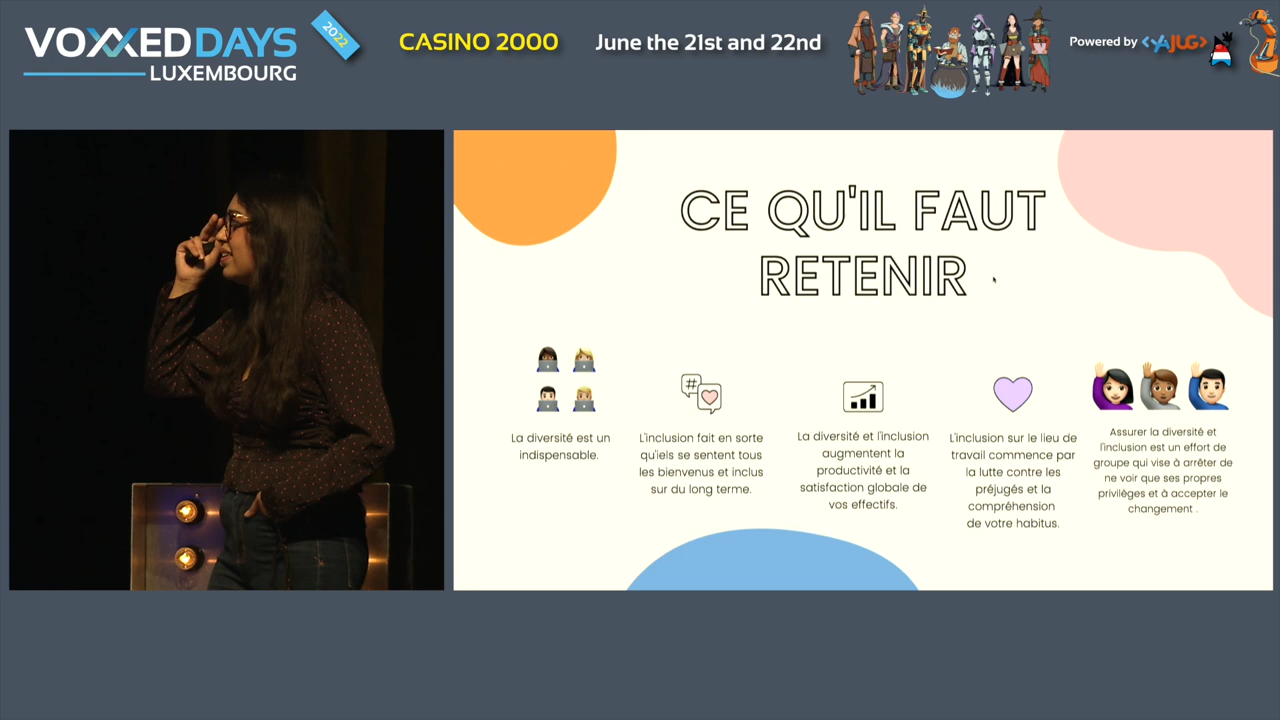 VOXXED DAYS
LUXEMBOURG
2022
CASINO 2000
June the 21st and 22nd
Powered by <YAJUG>
CE QU'IL FAUT
RETENIR
#
La diversité est un
indispensable.
L'inclusion fait en sorte
qu'iels se sentent tous
les bienvenus et inclus
sur du long terme.
La diversité et l'inclusion
augmentent la
productivité et la
satisfaction globale de
vos effectifs.
L'inclusion sur le lieu de
travail commence par
la lutte contre les
préjugés et la
compréhension
de votre habitus.
Assurer la diversité et
l'inclusion est un effort de
groupe qui vise à arrêter de
ne voir que ses propres
privilèges et à accepter le
changement .